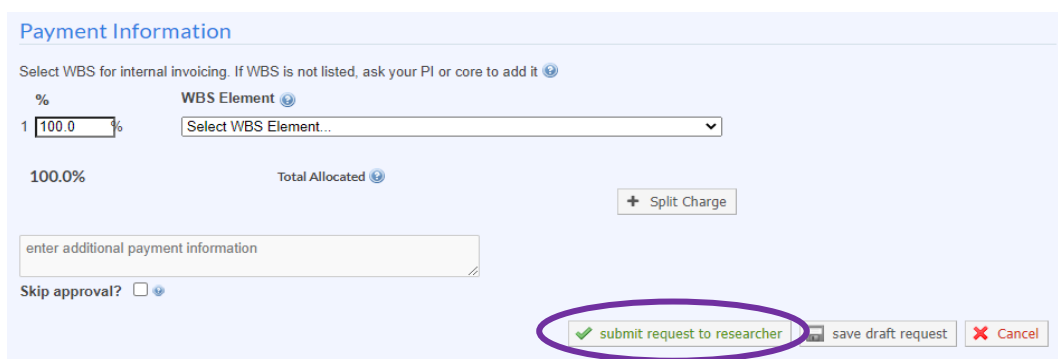 Payment Information
Select WBS for internal invoicing. If WBS is not listed, ask your PI or core to add it
% WBS Element
1 100.0 % Select WBS Element...
100.0% Total Allocated
+ Split Charge
enter additional payment information
Skip approval?
submit request to researcher save draft request Cancel